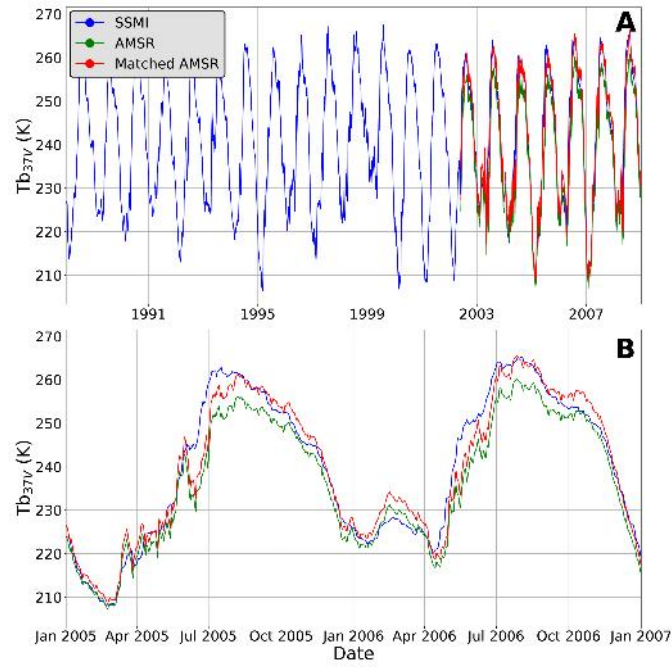 A
SSMI
AMSR
Matched AMSR
270
260
250
240
230
220
210
Tb37V (K)
1991 1995 1999 2003 2007
B
270
260
250
240
230
220
210
Tb37V (K)
Jan 2005 Apr 2005 Jul 2005 Oct 2005 Jan 2006 Apr 2006 Jul 2006 Oct 2006 Jan 2007
Date